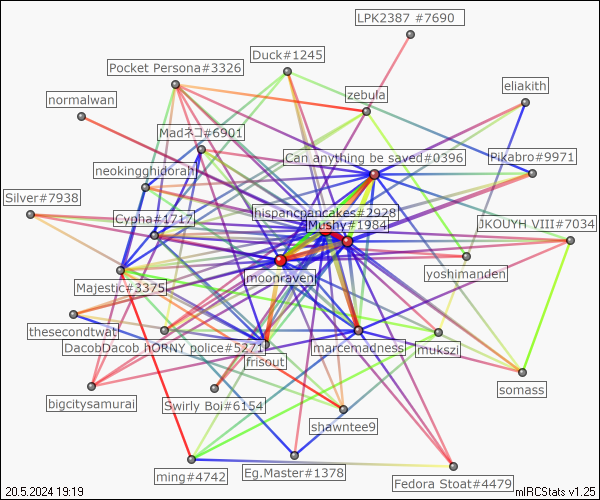 LPK2387 #7690
Duck#1245
Pocket Persona#3326
eliakith
zebula
normalwan
Madネコ#6901
Can anything be saved#0396
Pikabro#9971
neokingghidorah
Silver#7938
hispancpancakes#2928
Cypha#1717
Mushy#1984
JKOUYH VIII#7034
moonraven
yoshimanden
Majestic#3375
thesecondtwat
DacobDacob hORNY police#5271
marcemadness
mukszi
frisout
somass
bigcitysamurai
Swirly Boi#6154
shawntee9
ming#4742
Eg.Master#1378
Fedora Stoat#4479
20.5.2024 19:19
mIRCStats v1.25